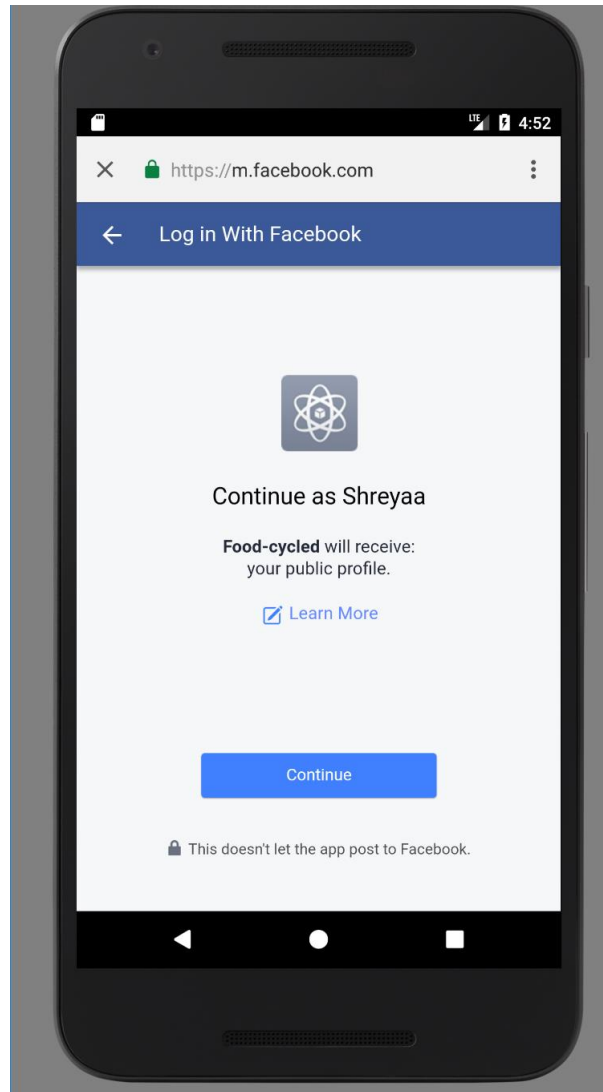 LTE 4:52
https://m.facebook.com
Log in With Facebook
Continue as Shreyaa
Food-cycled will receive:
your public profile.
Learn More
Continue
This doesn't let the app post to Facebook.